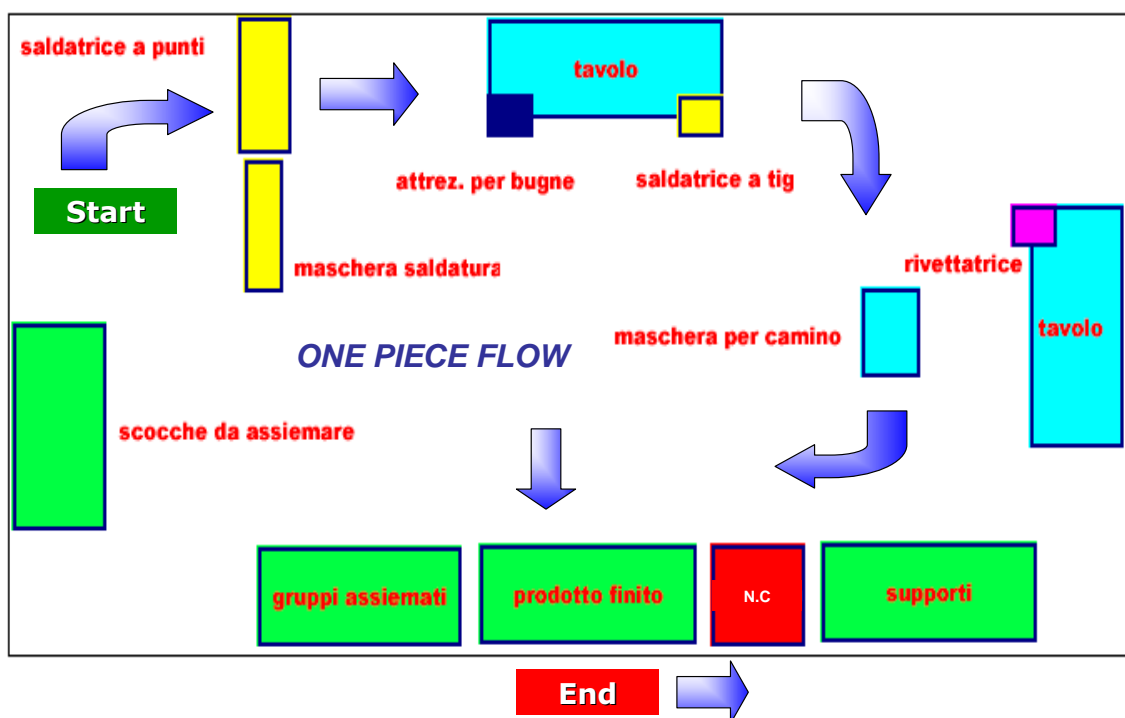 saldatrice a punti
tavolo
attrez. per bugne
saldatrice a tig
Start
maschera saldatura
rivettatrice
tavolo
maschera per camino
ONE PIECE FLOW
scocche da assiemare
gruppi assiemati
prodotto finito
N.C
supporti
End